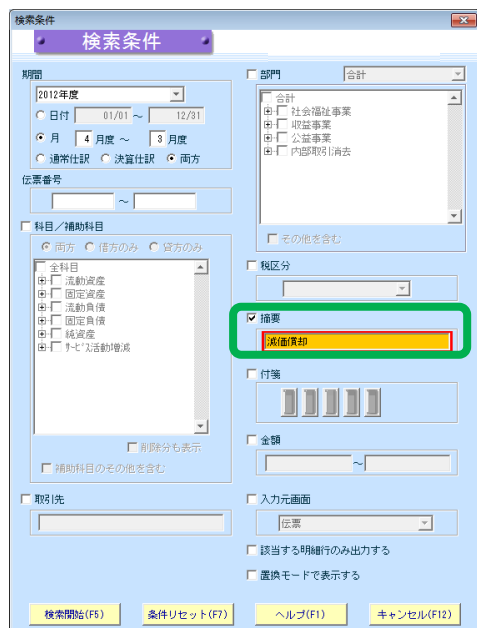 検索条件
検索条件
期間
2012年度
日付 01/01 ～ 12/31
月 4 月度 ～ 3 月度
通常仕訳 決算仕訳 両方
伝票番号
～
科目／補助科目
両方 借方のみ 貸方のみ
全科目
流動資産
固定資産
流動負債
固定負債
純資産
ｻｰﾋﾞｽ活動増減
削除分も表示
補助科目のその他を含む
取引先
部門 合計
合計
社会福祉事業
収益事業
公益事業
内部取引消去
その他を含む
税区分
摘要
減価償却
付箋
金額
～
入力元画面
伝票
該当する明細行のみ出力する
置換モードで表示する
検索開始(F5) 条件リセット(F7) ヘルプ(F1) キャンセル(F12)